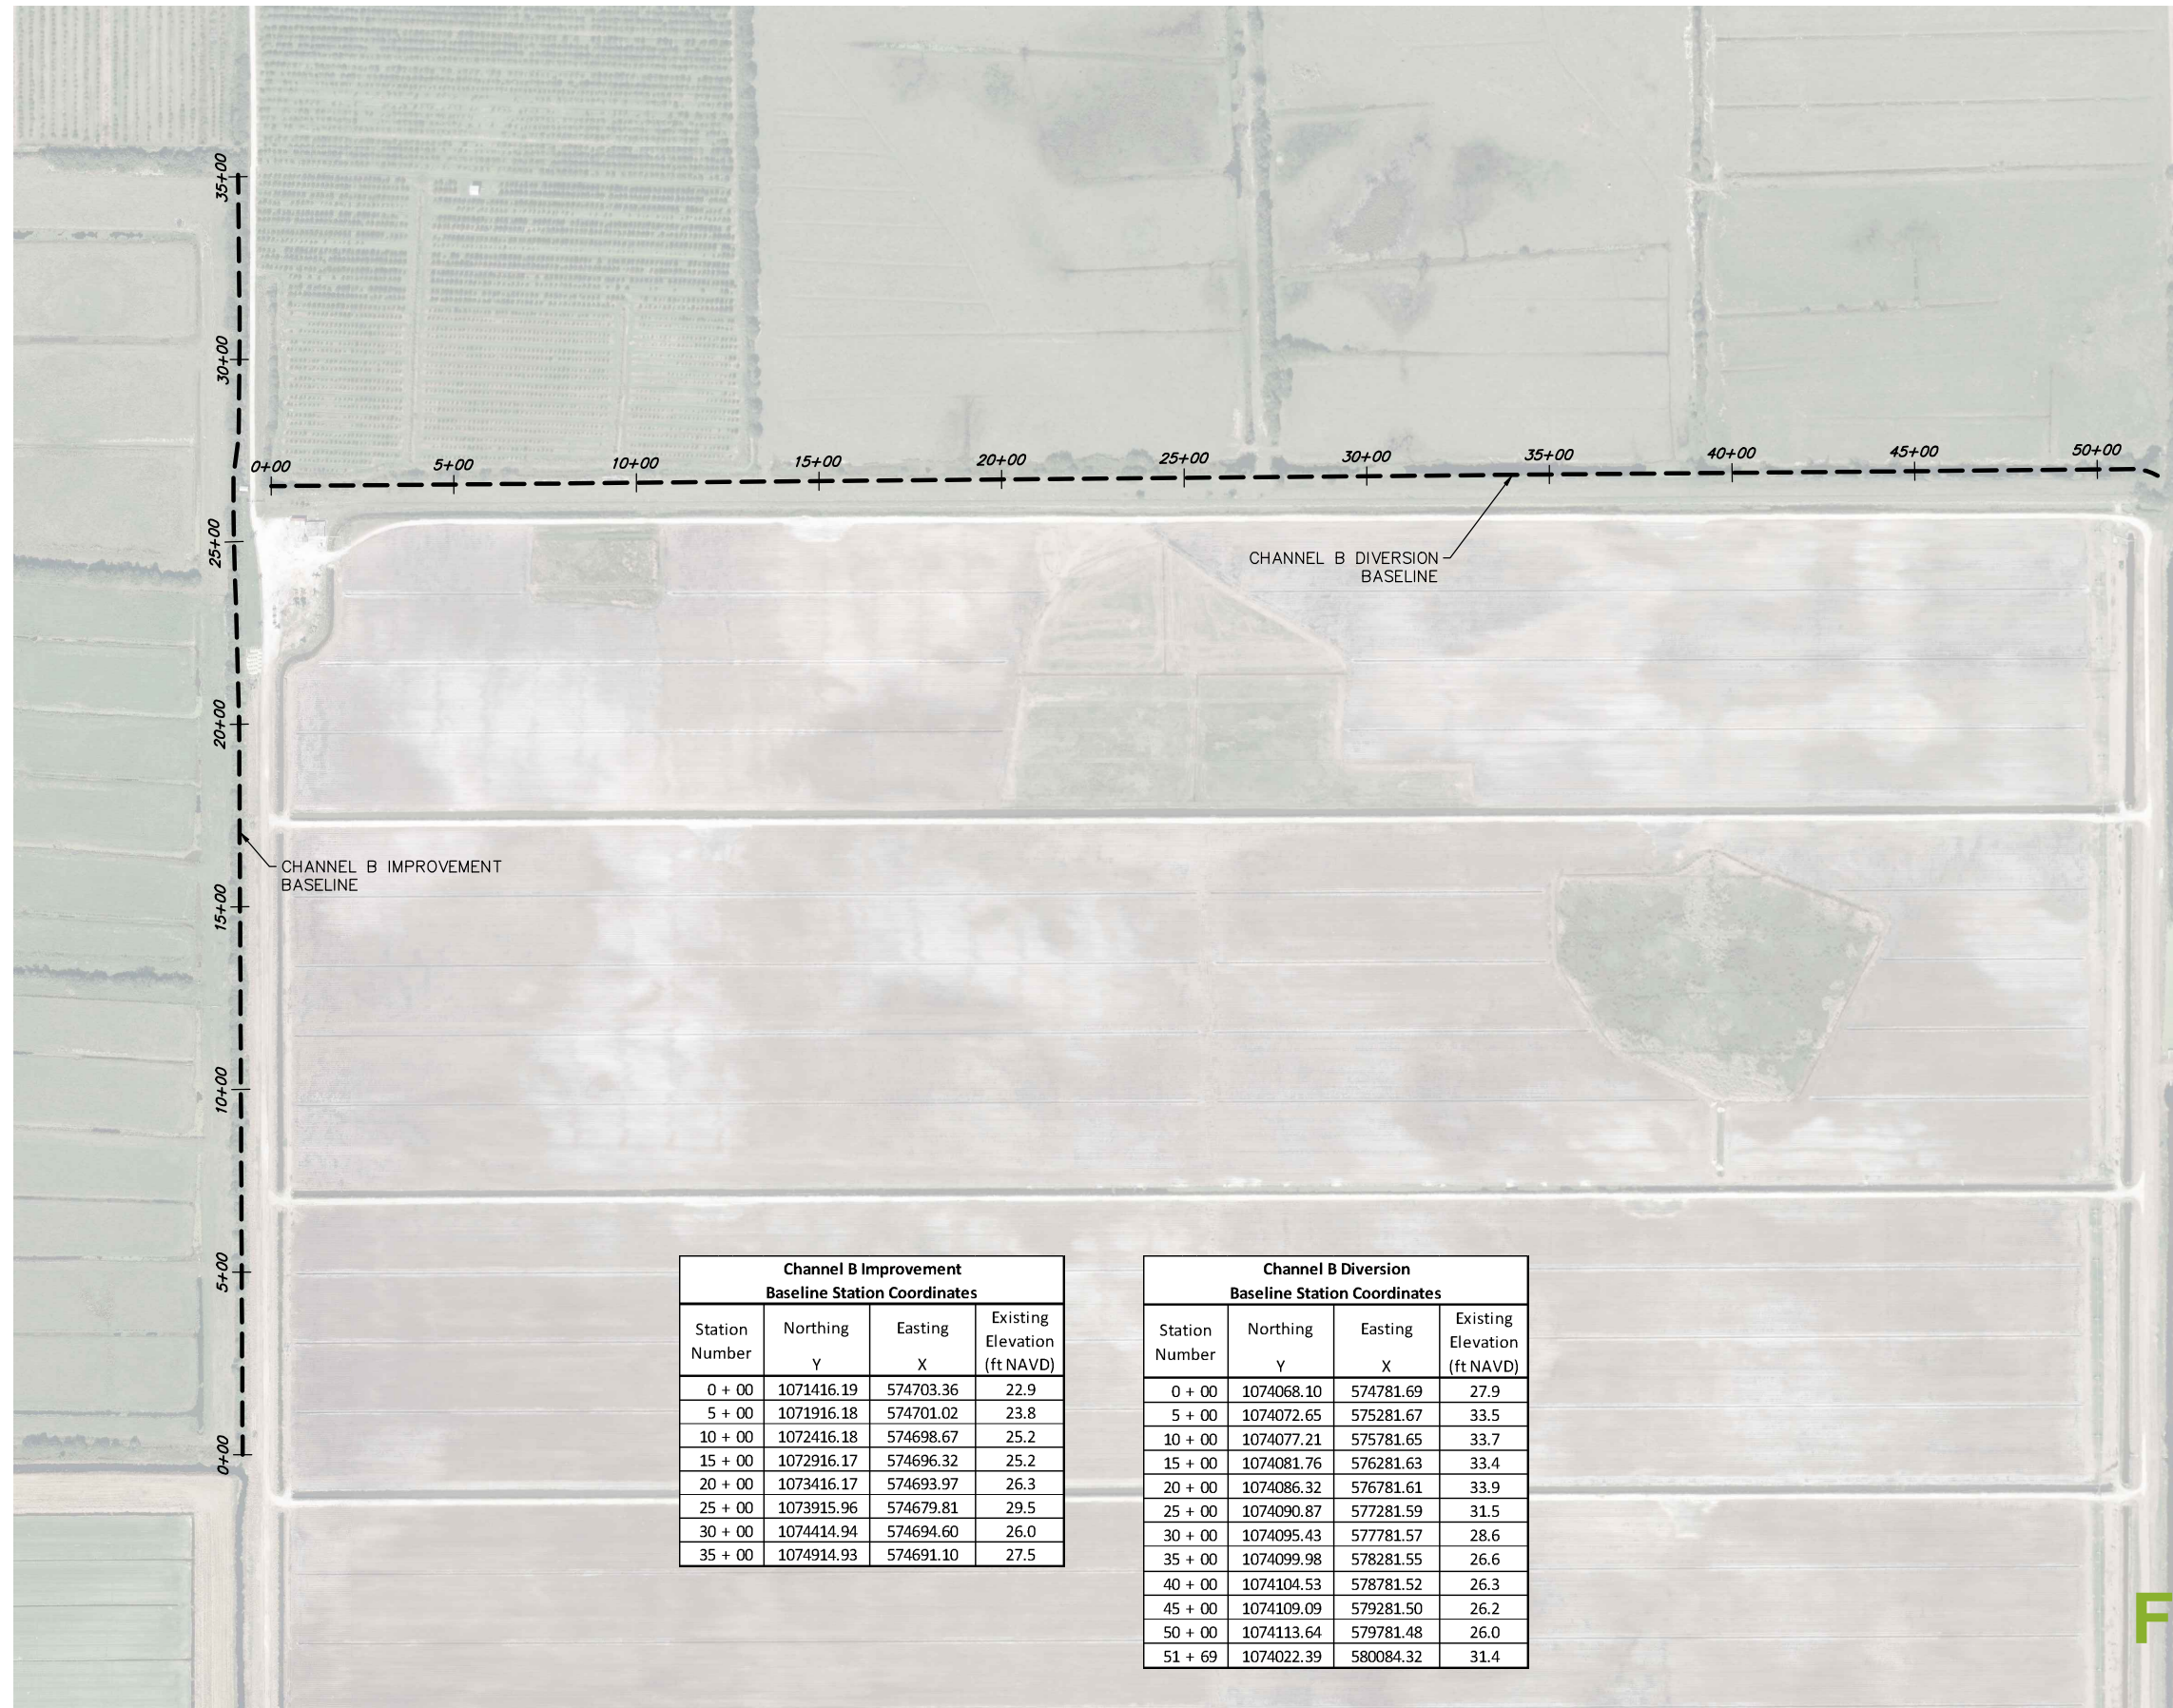 35+00
30+00
0+00
5+00
10+00
15+00
20+00
25+00
30+00
35+00
40+00
45+00
50+00
25+00
CHANNEL B DIVERSION
BASELINE
20+00
CHANNEL B IMPROVEMENT
BASELINE
15+00
10+00
5+00
0+00
Channel B Improvement
Baseline Station Coordinates
Station Number Northing Y Easting X Existing Elevation (ft NAVD)
0 + 00 1071416.19 574703.36 22.9
5 + 00 1071916.18 574701.02 23.8
10 + 00 1072416.18 574698.67 25.2
15 + 00 1072916.17 574696.32 25.2
20 + 00 1073416.17 574693.97 26.3
25 + 00 1073915.96 574679.81 29.5
30 + 00 1074414.94 574694.60 26.0
35 + 00 1074914.93 574691.10 27.5
Channel B Diversion
Baseline Station Coordinates
Station Number Northing Y Easting X Existing Elevation (ft NAVD)
0 + 00 1074068.10 574781.69 27.9
5 + 00 1074072.65 575281.67 33.5
10 + 00 1074077.21 575781.65 33.7
15 + 00 1074081.76 576281.63 33.4
20 + 00 1074086.32 576781.61 33.9
25 + 00 1074090.87 577281.59 31.5
30 + 00 1074095.43 577781.57 28.6
35 + 00 1074099.98 578281.55 26.6
40 + 00 1074104.53 578781.52 26.3
45 + 00 1074109.09 579281.50 26.2
50 + 00 1074113.64 579781.48 26.0
51 + 69 1074022.39 580084.32 31.4
F